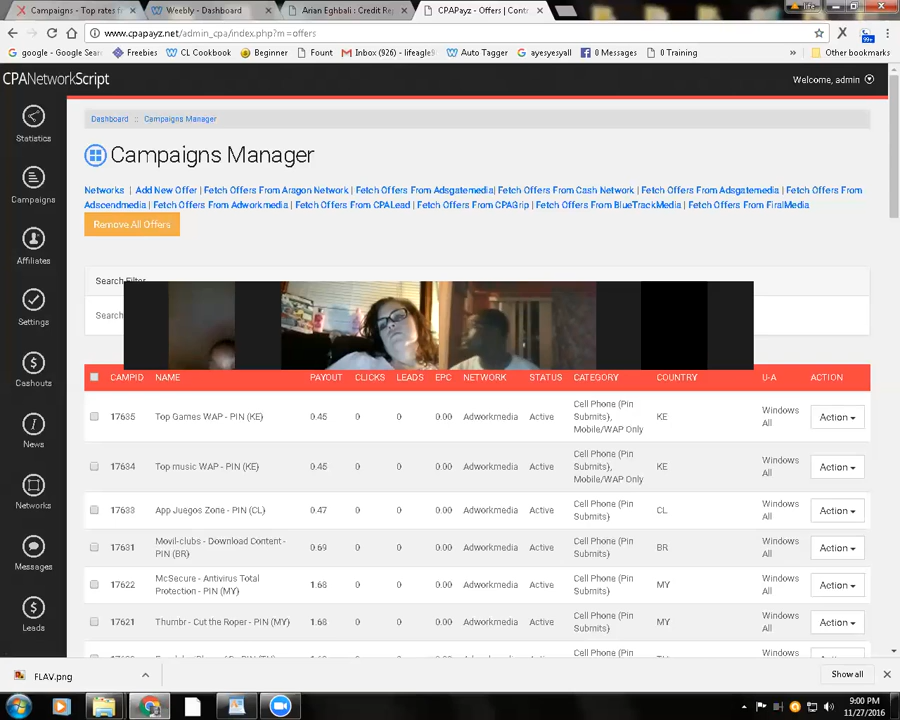 Campaigns - Top rates f
Weebly - Dashboard
Arian Eghbali : Credit Re
CPAPayz - Offers | Cont
life
www.cpapayz.net/admin_cpa/index.php?m=offers
google - Google Sear
Freebies
CL Cookbook
Beginner
Fount
Inbox (926) - lifeagle
Auto Tagger
ayesyesyall
0 Messages
0 Training
»
Other bookmarks
99+
CPANetworkScript
Welcome, admin
Statistics
Campaigns
Affiliates
Settings
Cashouts
News
Networks
Messages
Leads
Dashboard :: Campaigns Manager
Campaigns Manager
Networks | Add New Offer | Fetch Offers From Aragon Network | Fetch Offers From Adsgatemedia| Fetch Offers From Cash Network | Fetch Offers From Adsgatemedia | Fetch Offers From
Adscendmedia | Fetch Offers From Adworkmedia | Fetch Offers From CPALead | Fetch Offers From CPAGrip | Fetch Offers From BlueTrackMedia | Fetch Offers From FiralMedia
Remove All Offers
Search Filter
Search
CAMPID NAME PAYOUT CLICKS LEADS EPC NETWORK STATUS CATEGORY COUNTRY U-A ACTION
17635 Top Games WAP - PIN (KE) 0.45 0 0 0.00 Adworkmedia Active Cell Phone (Pin Submits), Mobile/WAP Only KE Windows All Action
17634 Top music WAP - PIN (KE) 0.45 0 0 0.00 Adworkmedia Active Cell Phone (Pin Submits), Mobile/WAP Only KE Windows All Action
17633 App Juegos Zone - PIN (CL) 0.47 0 0 0.00 Adworkmedia Active Cell Phone (Pin Submits) CL Windows All Action
17631 Movil-clubs - Download Content - PIN (BR) 0.69 0 0 0.00 Adworkmedia Active Cell Phone (Pin Submits) BR Windows All Action
17622 McSecure - Antivirus Total Protection - PIN (MY) 1.68 0 0 0.00 Adworkmedia Active Cell Phone (Pin Submits) MY Windows All Action
17621 Thumbr - Cut the Roper - PIN (MY) 1.68 0 0 0.00 Adworkmedia Active Cell Phone (Pin Submits) MY Windows All Action
FLAV.png
Show all
9:00 PM
11/27/2016